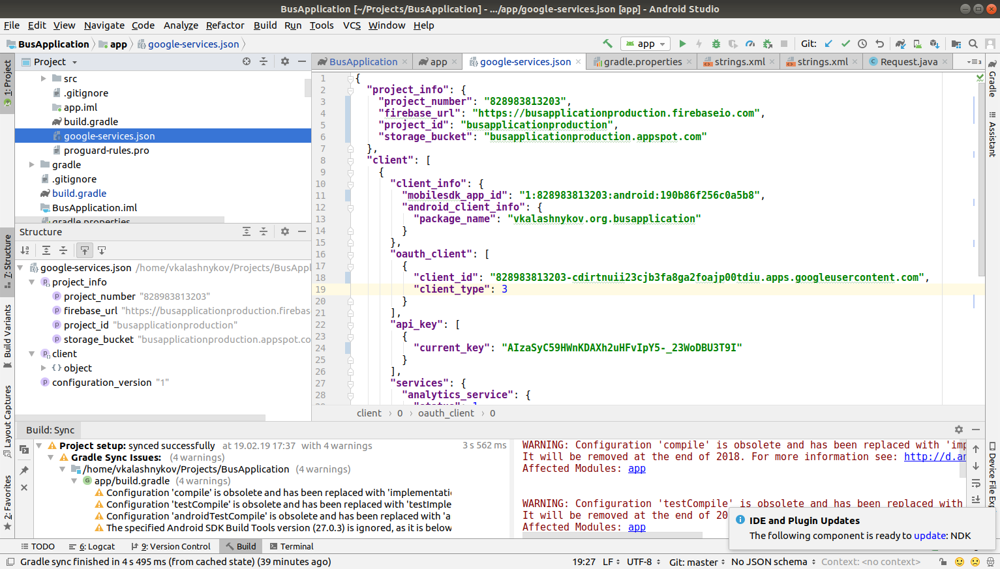 BusApplication [~/Projects/BusApplication] - .../app/google-services.json [app] - Android Studio
File Edit View Navigate Code Analyze Refactor Build Run Tools VCS Window Help
BusApplication app google-services.json app Git:
1: Project
7: Structure
Build Variants
Layout Captures
2: Favorites
Project
src
.gitignore
app.iml
build.gradle
google-services.json
proguard-rules.pro
gradle
.gitignore
build.gradle
BusApplication.iml
gradle.properties
Structure
google-services.json /home/vkalashnykov/Projects/BusAppl
project_info
project_number "828983813203"
firebase_url "https://busapplicationproduction.firebas
project_id "busapplicationproduction"
storage_bucket "busapplicationproduction.appspot.co
client
object
configuration_version "1"
BusApplication app google-services.json gradle.properties strings.xml strings.xml Request.java 3
1 {
2 "project_info": {
3 "project_number": "828983813203",
4 "firebase_url": "https://busapplicationproduction.firebaseio.com",
5 "project_id": "busapplicationproduction",
6 "storage_bucket": "busapplicationproduction.appspot.com"
7 },
8 "client": [
9 {
10 "client_info": {
11 "mobilesdk_app_id": "1:828983813203:android:190b86f256c0a5b8",
12 "android_client_info": {
13 "package_name": "vkalashnykov.org.busapplication"
14 }
15 },
16 "oauth_client": [
17 {
18 "client_id": "828983813203-cdirtnuii23cjb3fa8ga2foajp00tdiu.apps.googleusercontent.com",
19 "client_type": 3
20 }
21 ],
22 "api_key": [
23 {
24 "current_key": "AIzaSyC59HWnKDAXh2uHFvIpY5-_23WoDBU3T9I"
25 }
26 ],
27 "services": {
28 "analytics_service": {
"status": 1
client › 0 › oauth_client › 0
Gradle
Assistant
Device File Exp
Build: Sync
Project setup: synced successfully at 19.02.19 17:37 with 4 warnings 3 s 562 ms
Gradle Sync Issues: (4 warnings)
/home/vkalashnykov/Projects/BusApplication (4 warnings)
app/build.gradle (4 warnings)
Configuration 'compile' is obsolete and has been replaced with 'implementati
Configuration 'testCompile' is obsolete and has been replaced with 'testImple
Configuration 'androidTestCompile' is obsolete and has been replaced with 'a
The specified Android SDK Build Tools version (27.0.3) is ignored, as it is below
WARNING: Configuration 'compile' is obsolete and has been replaced with 'imp
It will be removed at the end of 2018. For more information see: http://d.an
Affected Modules: app
WARNING: Configuration 'testCompile' is obsolete and has been replaced with
It will be removed at the end of 20
Affected Modules: app
IDE and Plugin Updates
The following component is ready to update: NDK
TODO 6: Logcat 9: Version Control Build Terminal
Gradle sync finished in 4 s 495 ms (from cached state) (39 minutes ago) 19:27 LF UTF-8 Git: master No JSON schema Context: <no context>